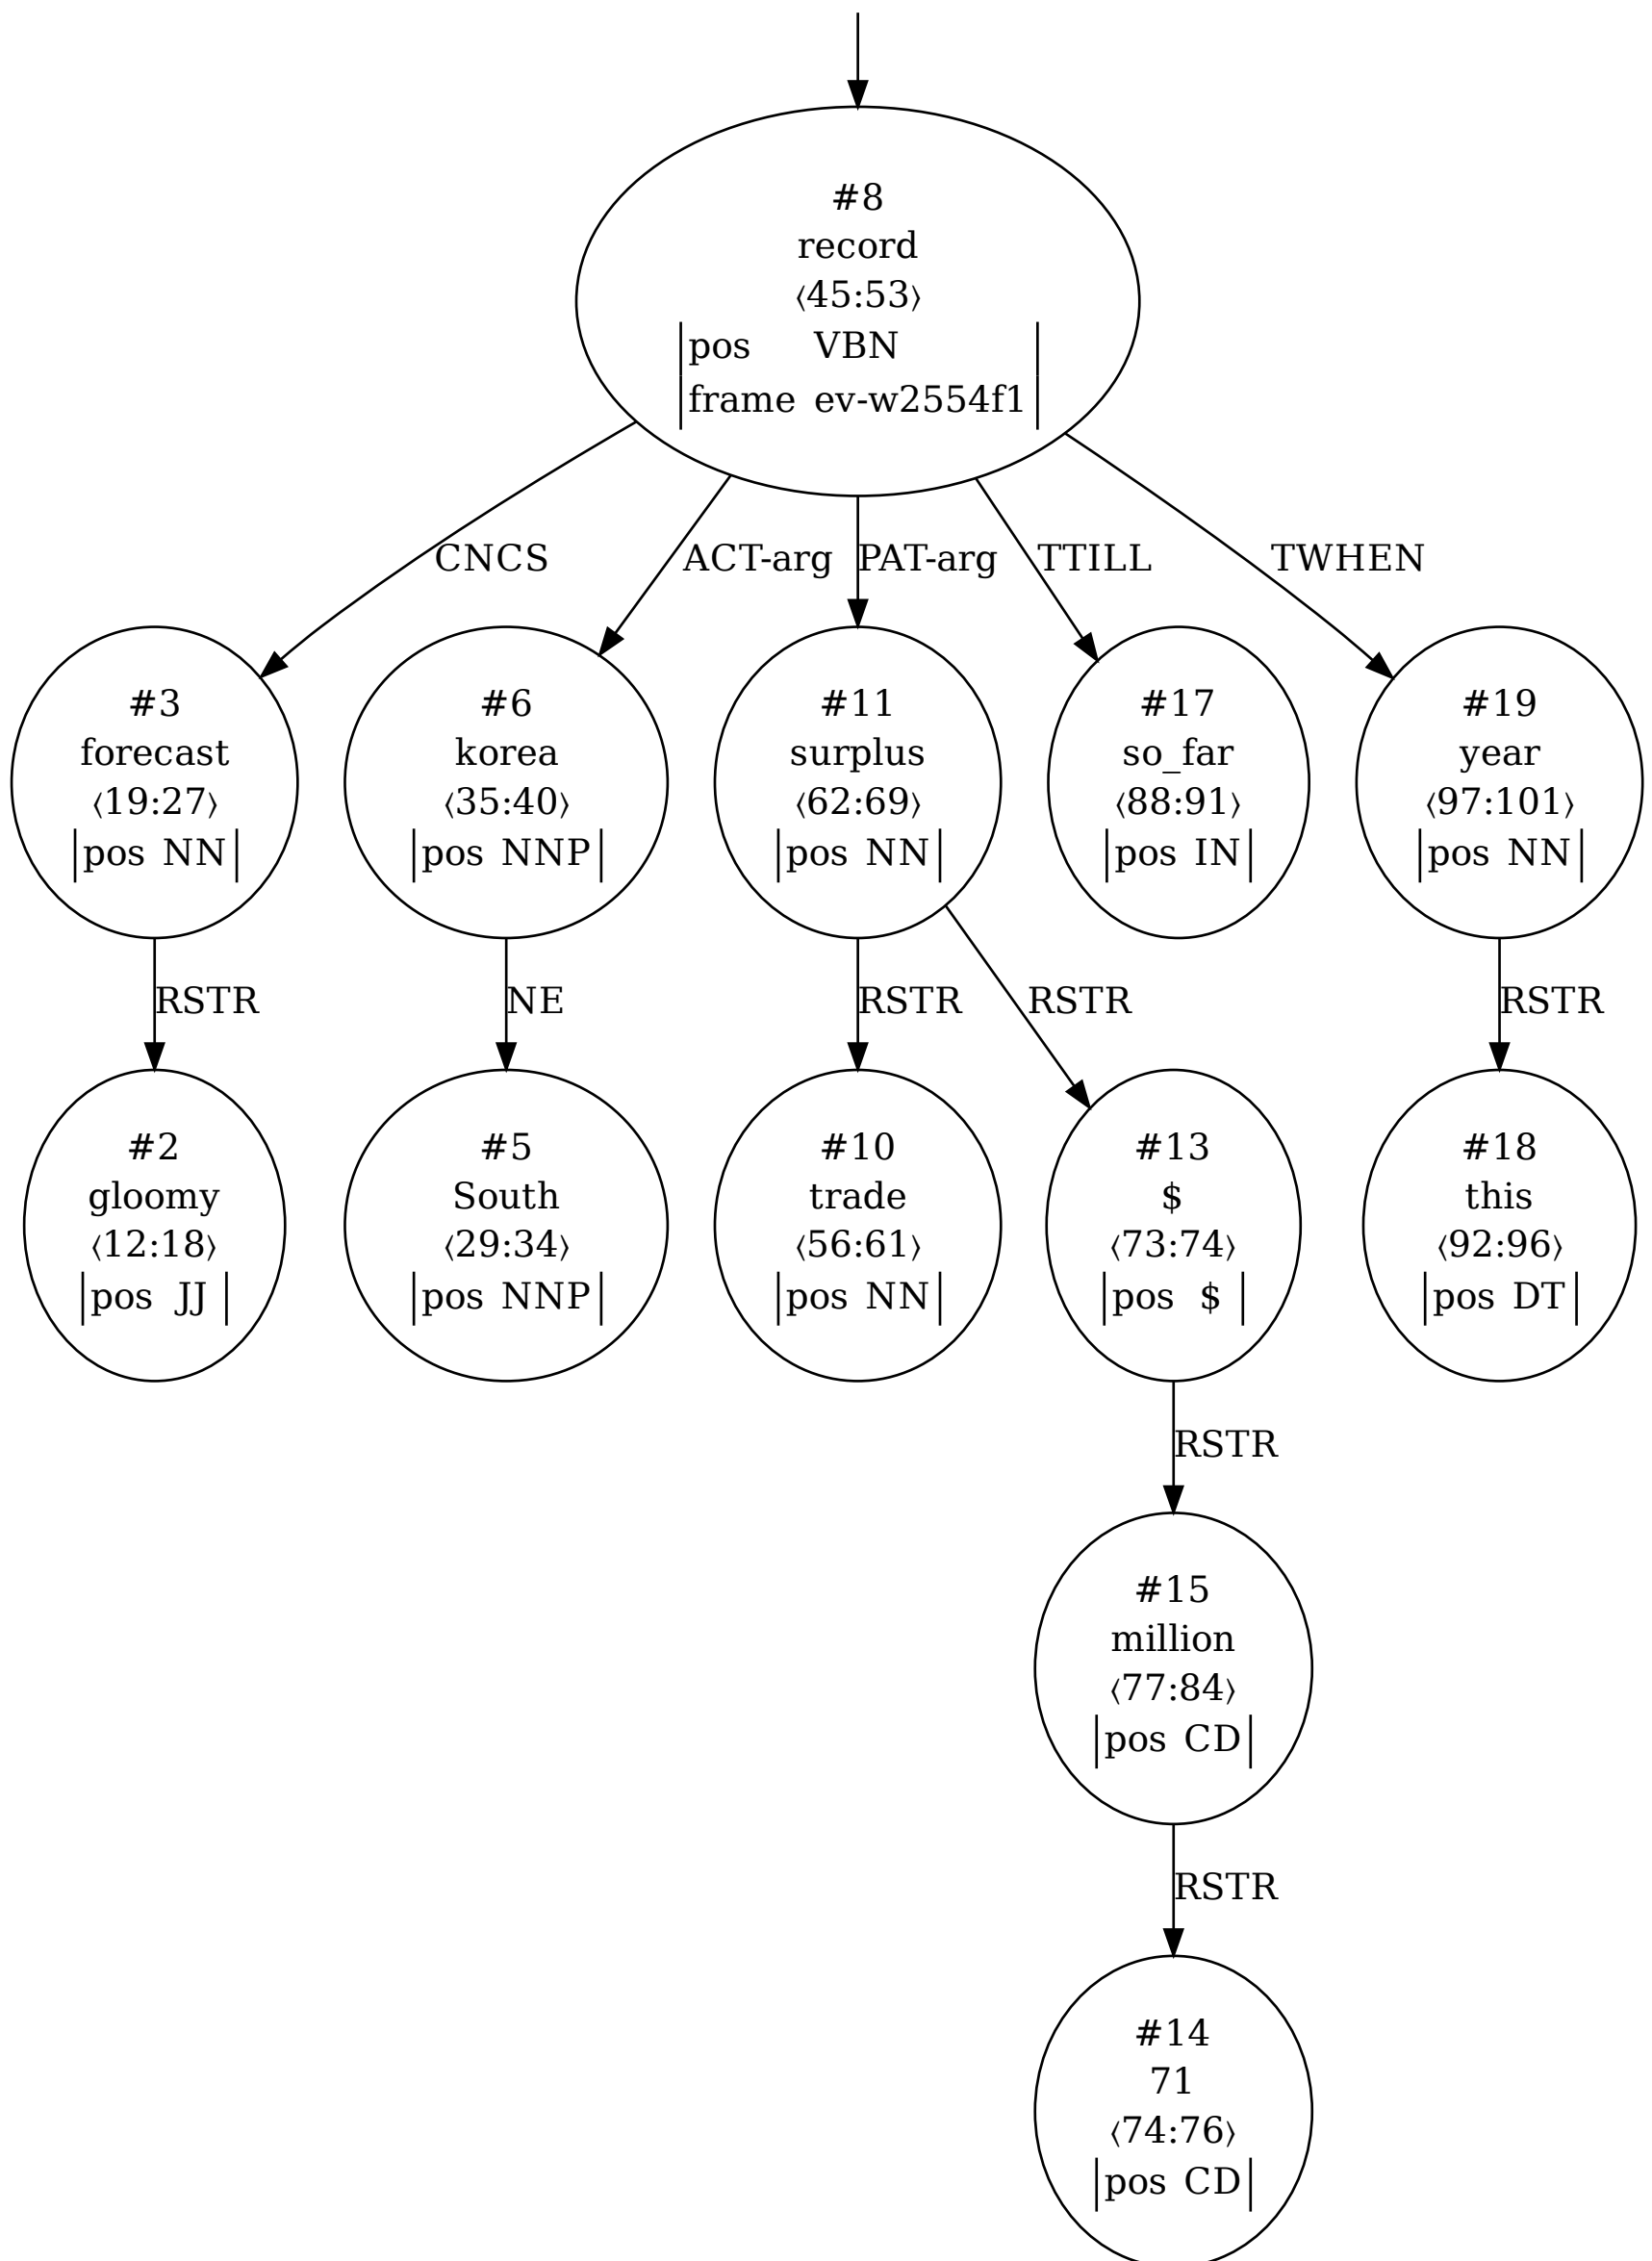 #8
record
⟨45:53⟩
pos VBN
frame ev-w2554f1
CNCS
ACT-arg
PAT-arg
TTILL
TWHEN
#3
forecast
⟨19:27⟩
pos NN
#6
korea
⟨35:40⟩
pos NNP
#11
surplus
⟨62:69⟩
pos NN
#17
so_far
⟨88:91⟩
pos IN
#19
year
⟨97:101⟩
pos NN
RSTR
NE
RSTR
RSTR
RSTR
#2
gloomy
⟨12:18⟩
pos JJ
#5
South
⟨29:34⟩
pos NNP
#10
trade
⟨56:61⟩
pos NN
#13
$
⟨73:74⟩
pos $
#18
this
⟨92:96⟩
pos DT
RSTR
#15
million
⟨77:84⟩
pos CD
RSTR
#14
71
⟨74:76⟩
pos CD